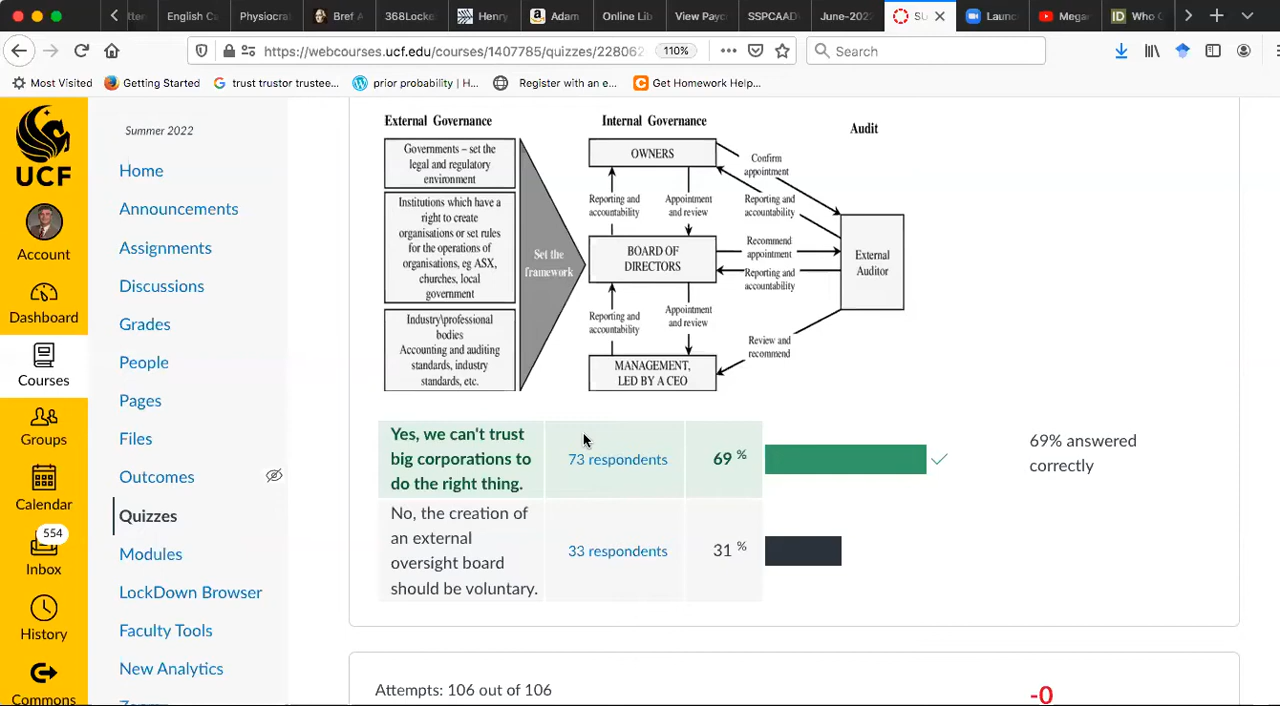 tten
English Ca
Physiocrat
Bret A
368Locke
Henry
Adam
Online Lib
View Payc
SSPCAADV
June-2022
Su
Launc
Megan
Who O
https://webcourses.ucf.edu/courses/1407785/quizzes/228062
110%
Search
Most Visited
Getting Started
trust trustor trustee...
prior probability | H...
Register with an e...
Get Homework Help...
UCF
Account
Dashboard
Courses
Groups
Calendar
554
Inbox
History
Commons
Summer 2022
Home
Announcements
Assignments
Discussions
Grades
People
Pages
Files
Outcomes
Quizzes
Modules
LockDown Browser
Faculty Tools
New Analytics
External Governance
Governments – set the
legal and regulatory
environment
Institutions which have a
right to create
organisations or set rules
for the operations of
organisations, eg ASX,
churches, local
government
Industry\professional
bodies
Accounting and auditing
standards, industry
standards, etc.
Set the
framework
Internal Governance
OWNERS
Reporting and
accountability
Appointment
and review
BOARD OF
DIRECTORS
Reporting and
accountability
Appointment
and review
MANAGEMENT,
LED BY A CEO
Audit
Confirm
appointment
Reporting and
accountability
Recommend
appointment
Reporting and
accountability
Review and
recommend
External
Auditor
Yes, we can't trust
big corporations to
do the right thing.
73 respondents
69 %
69% answered
correctly
No, the creation of
an external
oversight board
should be voluntary.
33 respondents
31 %
Attempts: 106 out of 106
-0